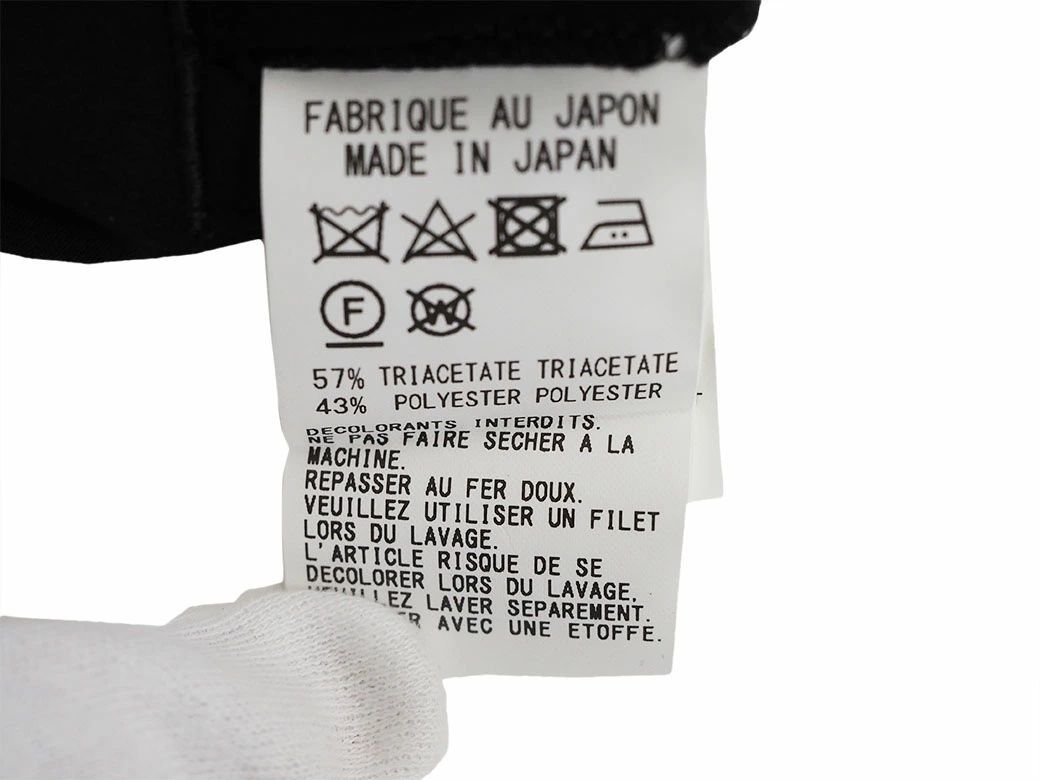 FABRIQUE AU JAPON
MADE IN JAPAN
F
W
57% TRIACETATE TRIACETATE
43% POLYESTER POLYESTER
DECOLORANTS INTERDITS.
NE PAS FAIRE SECHER A LA
MACHINE.
REPASSER AU FER DOUX.
VEUILLEZ UTILISER UN FILET
LORS DU LAVAGE.
L'ARTICLE RISQUE DE SE
DECOLORER LORS DU LAVAGE.
VEUILLEZ LAVER SEPAREMENT.
AVEC UNE ETOFFE.